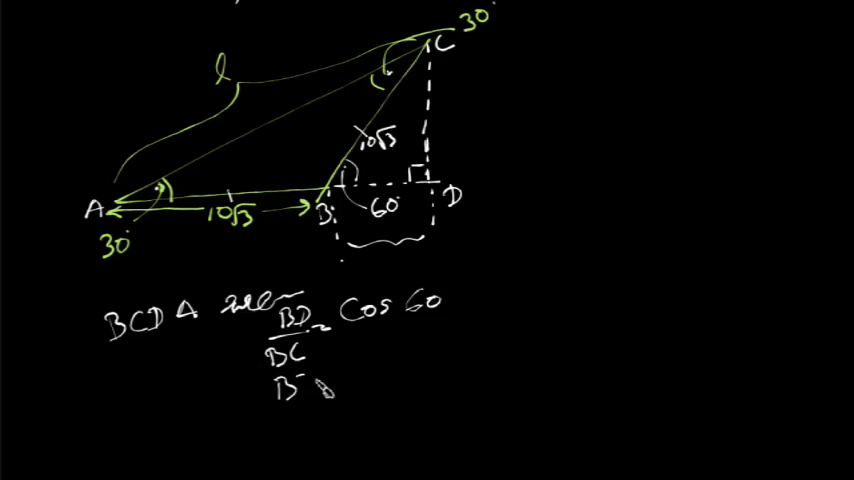 30°
C
l
10√3
A
10√3
B
60
D
30°
BCD Δ
BD
BC
= Cos 60
B